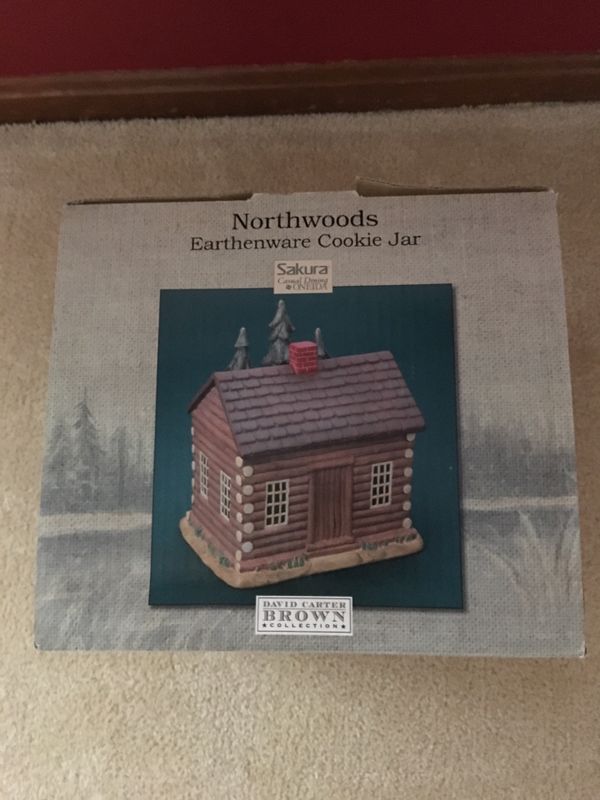 Northwoods
Earthenware Cookie Jar
Sakura
Casual Dining
ONEIDA
DAVID CARTER
BROWN
★COLLECTION★